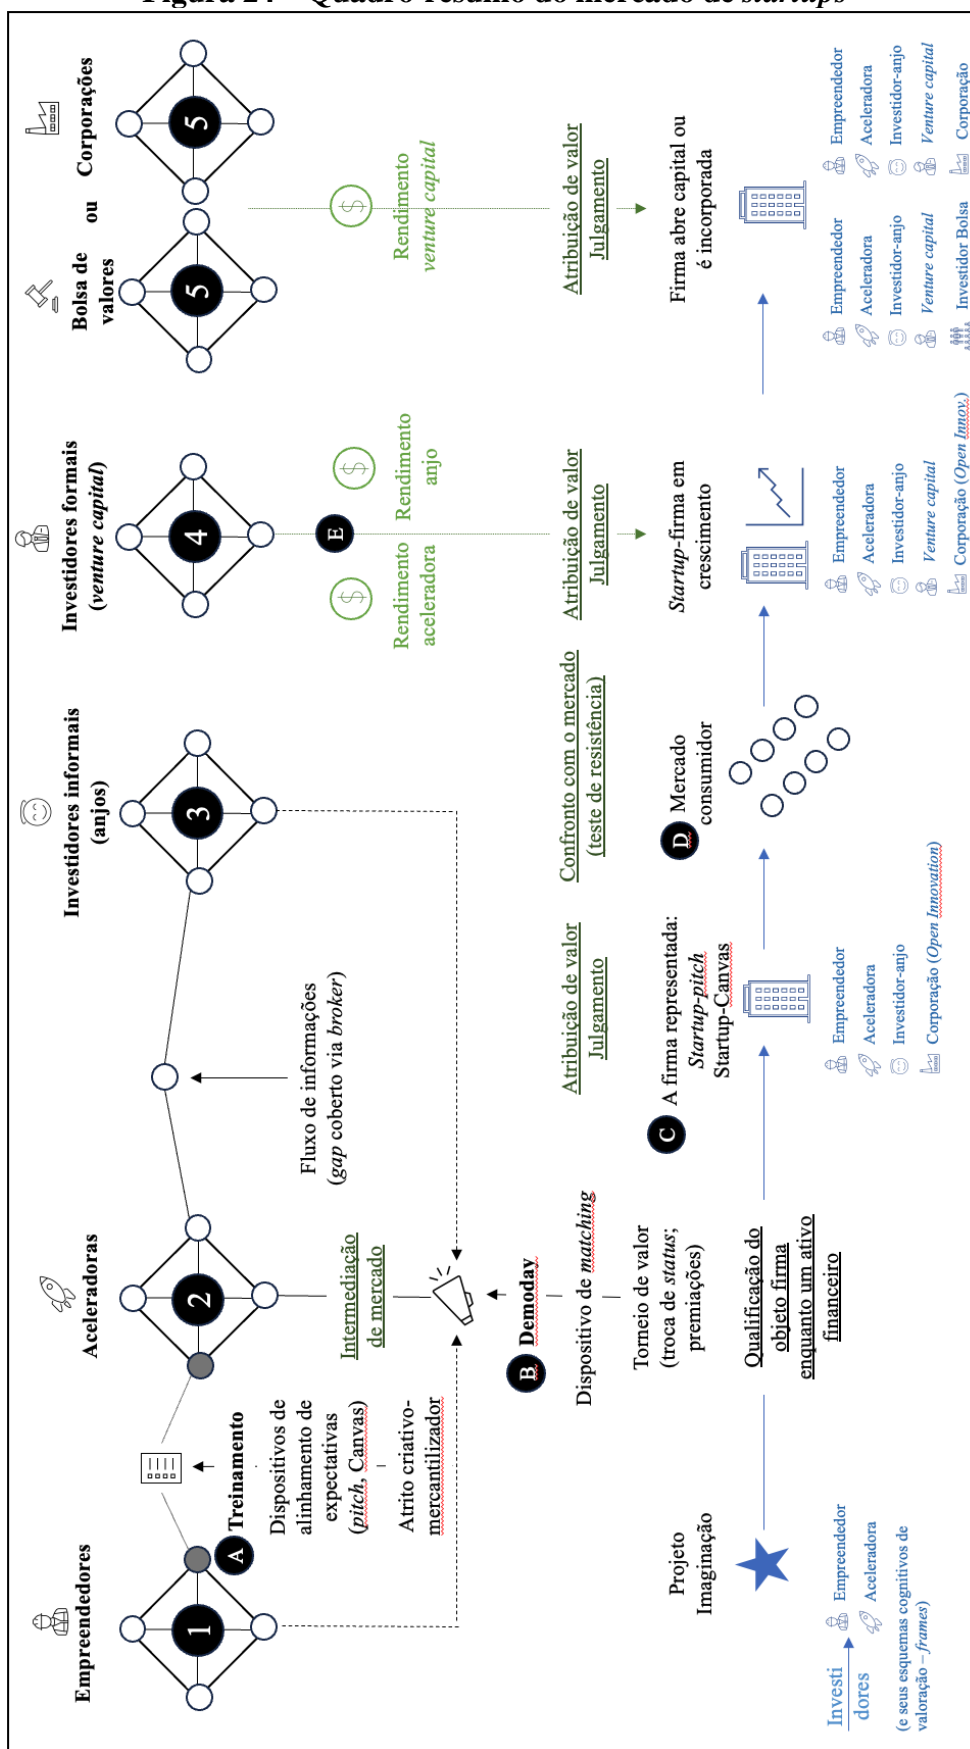 Figura 24 – Quadro-resumo do mercado de startups
Empreendedores
Aceleradoras
Investidores informais
(anjos)
Investidores formais
(venture capital)
Bolsa de
valores
ou
Corporações
1
2
3
4
5
5
A
Treinamento
Dispositivos de
alinhamento de
expectativas
(pitch, Canvas)
Atrito criativo-
mercantilizador
Intermediação
de mercado
Fluxo de informações
(gap coberto via broker)
B
Demoday
Dispositivo de matching
Torneio de valor
(troca de status;
premiações)
E
Rendimento
aceleradora
Rendimento
anjo
Rendimento
venture capital
$
$
$
Atribuição de valor
Julgamento
Confronto com o mercado
(teste de resistência)
Atribuição de valor
Julgamento
Atribuição de valor
Julgamento
Projeto
Imaginação
Qualificação do
objeto firma
enquanto um ativo
financeiro
C
A firma representada:
Startup-pitch
Startup-Canvas
D
Mercado
consumidor
Startup-firma em
crescimento
Firma abre capital ou
é incorporada
Investi
dores
Empreendedor
Aceleradora
(e seus esquemas cognitivos de
valoração – frames)
Empreendedor
Aceleradora
Investidor-anjo
Corporação (Open Innovation)
Empreendedor
Aceleradora
Investidor-anjo
Venture capital
Corporação (Open Innov.)
Empreendedor
Aceleradora
Investidor-anjo
Venture capital
Investidor Bolsa
Empreendedor
Aceleradora
Investidor-anjo
Venture capital
Corporação